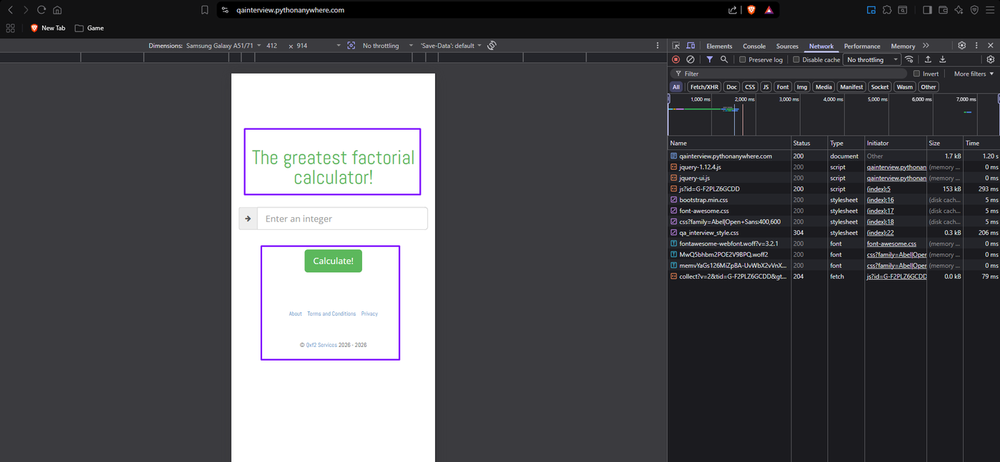 qainterview.pythonanywhere.com
New Tab Game
Dimensions: Samsung Galaxy A51/71 412 × 914 No throttling 'Save-Data': default
The greatest factorial
calculator!
Enter an integer
Calculate!
About Terms and Conditions Privacy
© Qxf2 Services 2026 - 2026
Elements Console Sources Network Performance Memory
Preserve log Disable cache No throttling
Filter Invert More filters
All Fetch/XHR Doc CSS JS Font Img Media Manifest Socket Wasm Other
1,000 ms 2,000 ms 3,000 ms 4,000 ms 5,000 ms 6,000 ms 7,000 ms
Name Status Type Initiator Size Time
qainterview.pythonanywhere.com 200 document Other 1.7 kB 1.20 s
jquery-1.12.4.js 200 script qainterview.pythonan (memory ... 0 ms
jquery-ui.js 200 script qainterview.pythonan (memory ... 0 ms
js?id=G-F2PLZ6GCDD 200 script (index):5 153 kB 293 ms
bootstrap.min.css 200 stylesheet (index):16 (disk cach... 5 ms
font-awesome.css 200 stylesheet (index):17 (disk cach... 5 ms
css?family=Abel|Open+Sans:400,600 200 stylesheet (index):18 (disk cach... 5 ms
qa_interview_style.css 304 stylesheet (index):22 0.3 kB 206 ms
fontawesome-webfont.woff?v=3.2.1 200 font font-awesome.css (memory ... 0 ms
MwQ5bhbm2POE2V9BPQ.woff2 200 font css?family=Abel|Oper (memory ... 0 ms
memvYaGs126MiZpBA-UvWbX2vVnX... 200 font css?family=Abel|Oper (memory ... 0 ms
collect?v=2&tid=G-F2PLZ6GCDD&gt... 204 fetch js?id=G-F2PLZ6GCDD 0.0 kB 79 ms